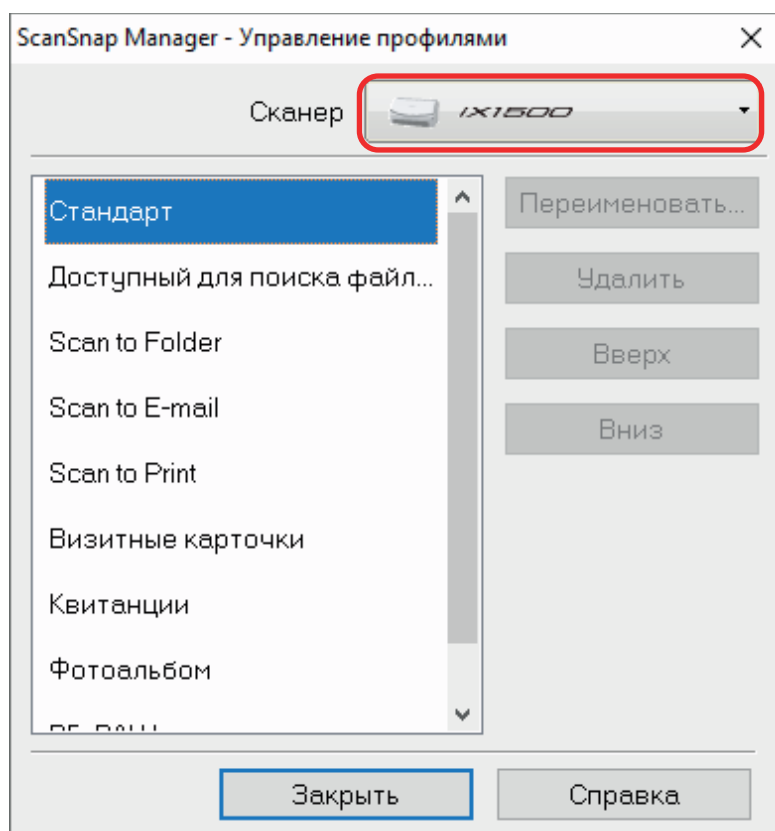 ScanSnap Manager - Управление профилями
Сканер iX1500
Стандарт
Переименовать...
Доступный для поиска файл...
Удалить
Scan to Folder
Вверх
Scan to E-mail
Вниз
Scan to Print
Визитные карточки
Квитанции
Фотоальбом
Закрыть
Справка